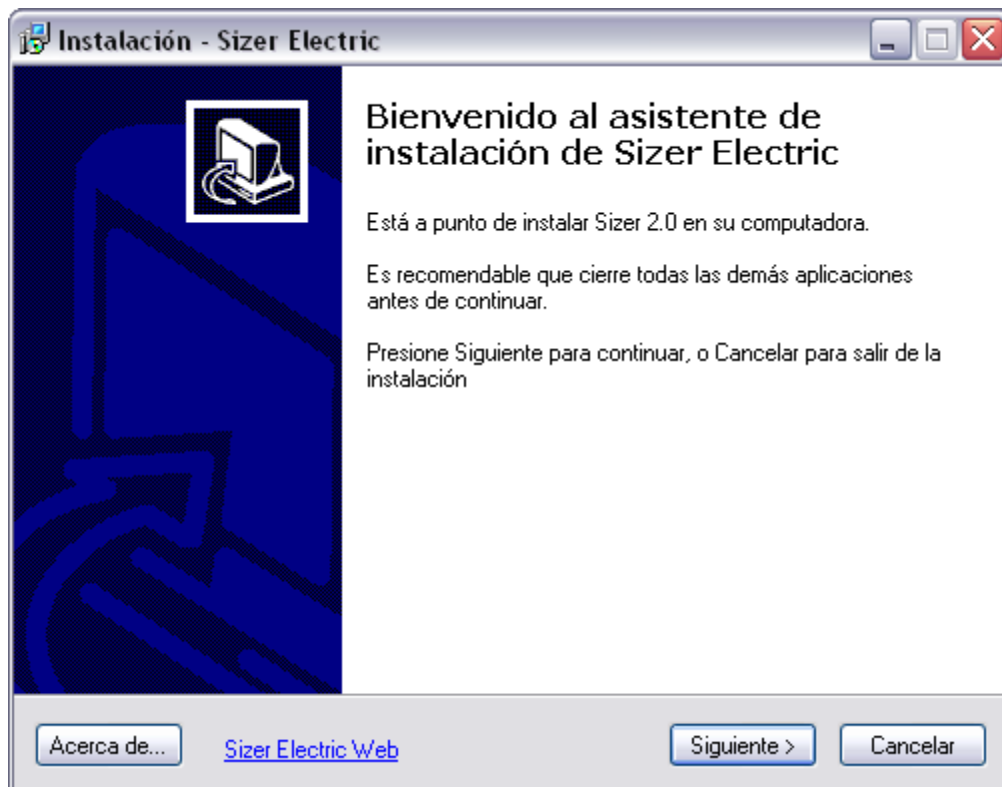 Instalación - Sizer Electric
Bienvenido al asistente de
instalación de Sizer Electric
Está a punto de instalar Sizer 2.0 en su computadora.
Es recomendable que cierre todas las demás aplicaciones
antes de continuar.
Presione Siguiente para continuar, o Cancelar para salir de la
instalación
Acerca de...
Sizer Electric Web
Siguiente >
Cancelar